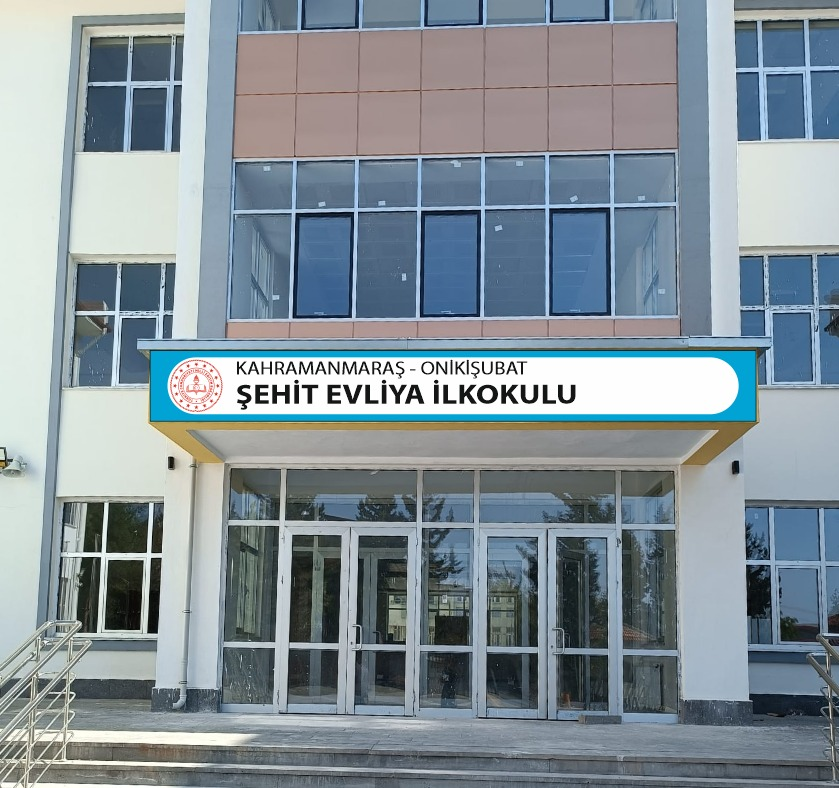 KAHRAMANMARAŞ - ONİKİŞUBAT
ŞEHİT EVLİYA İLKOKULU